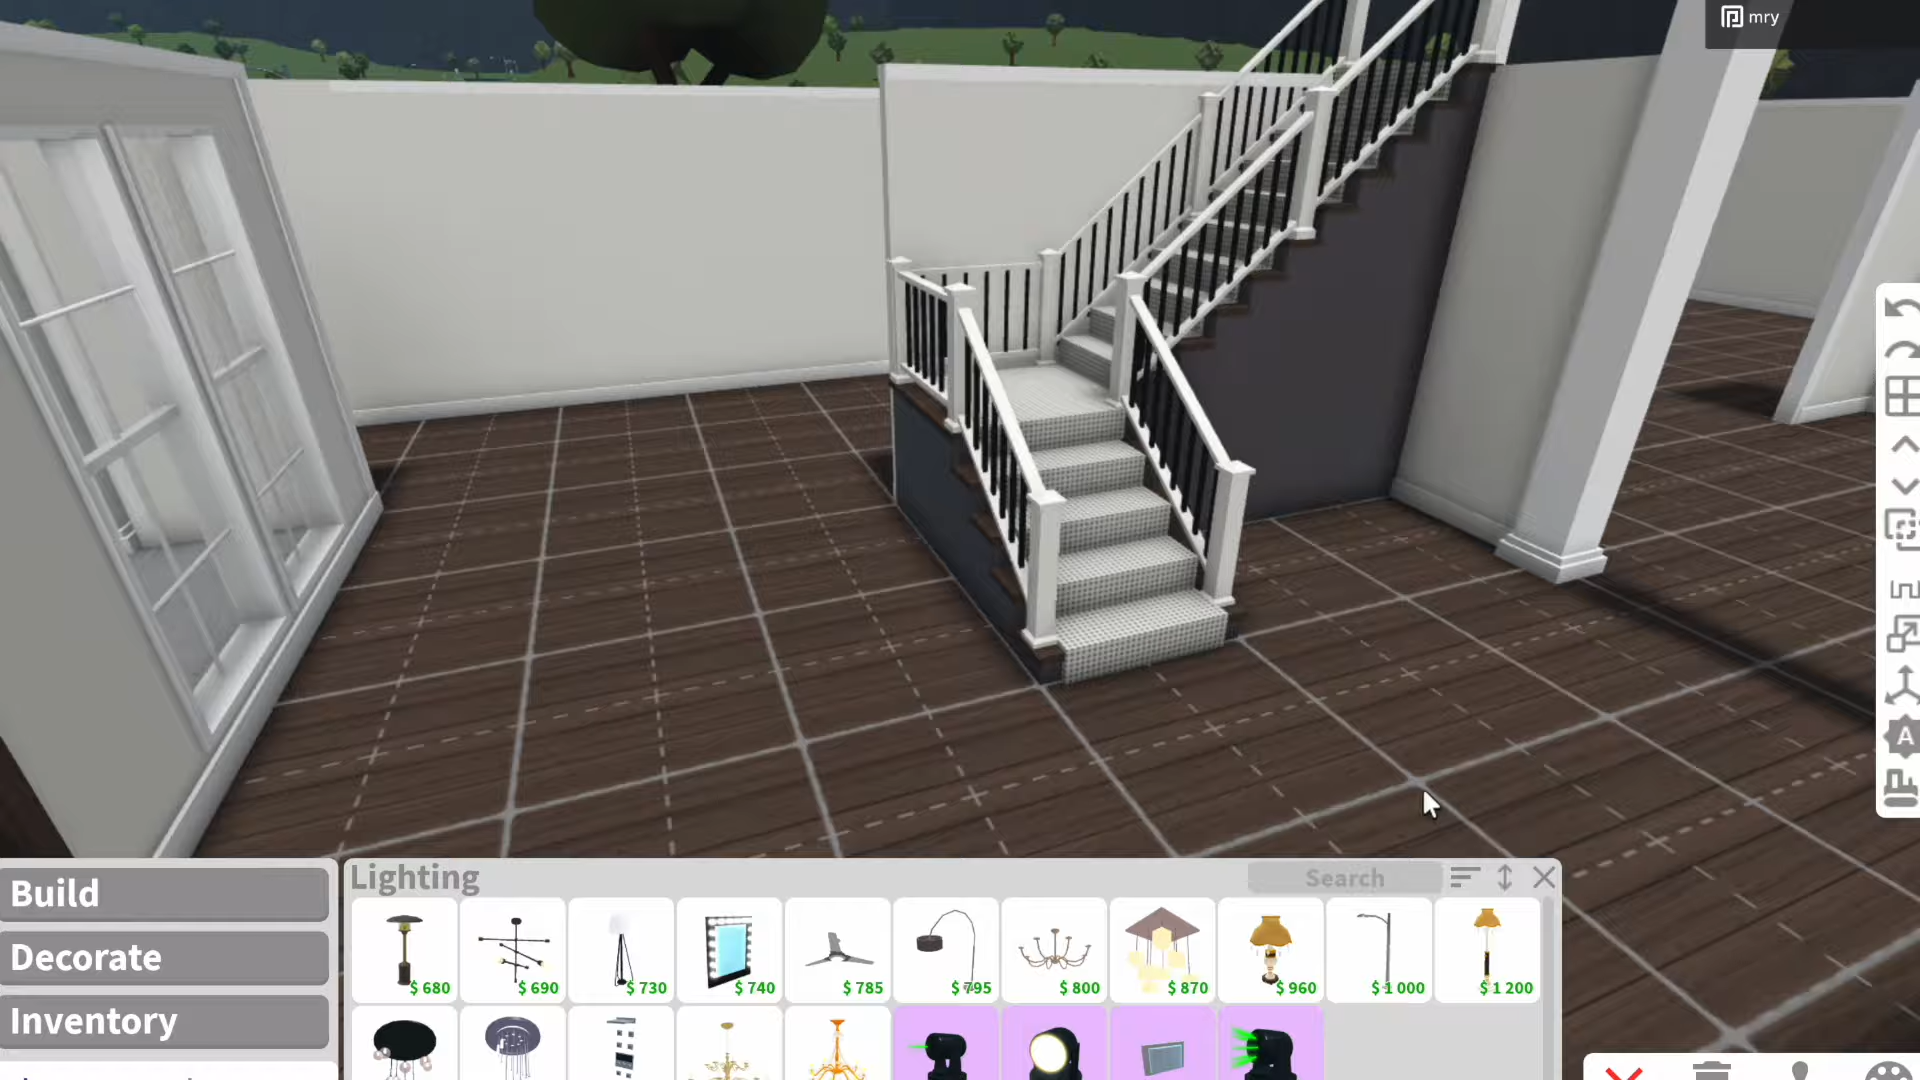 mry
A
Build
Lighting
Search
Decorate
$ 680
$ 690
$ 730
$ 740
$ 785
$ 795
$ 800
$ 870
$ 960
$ 1 000
$ 1 200
Inventory